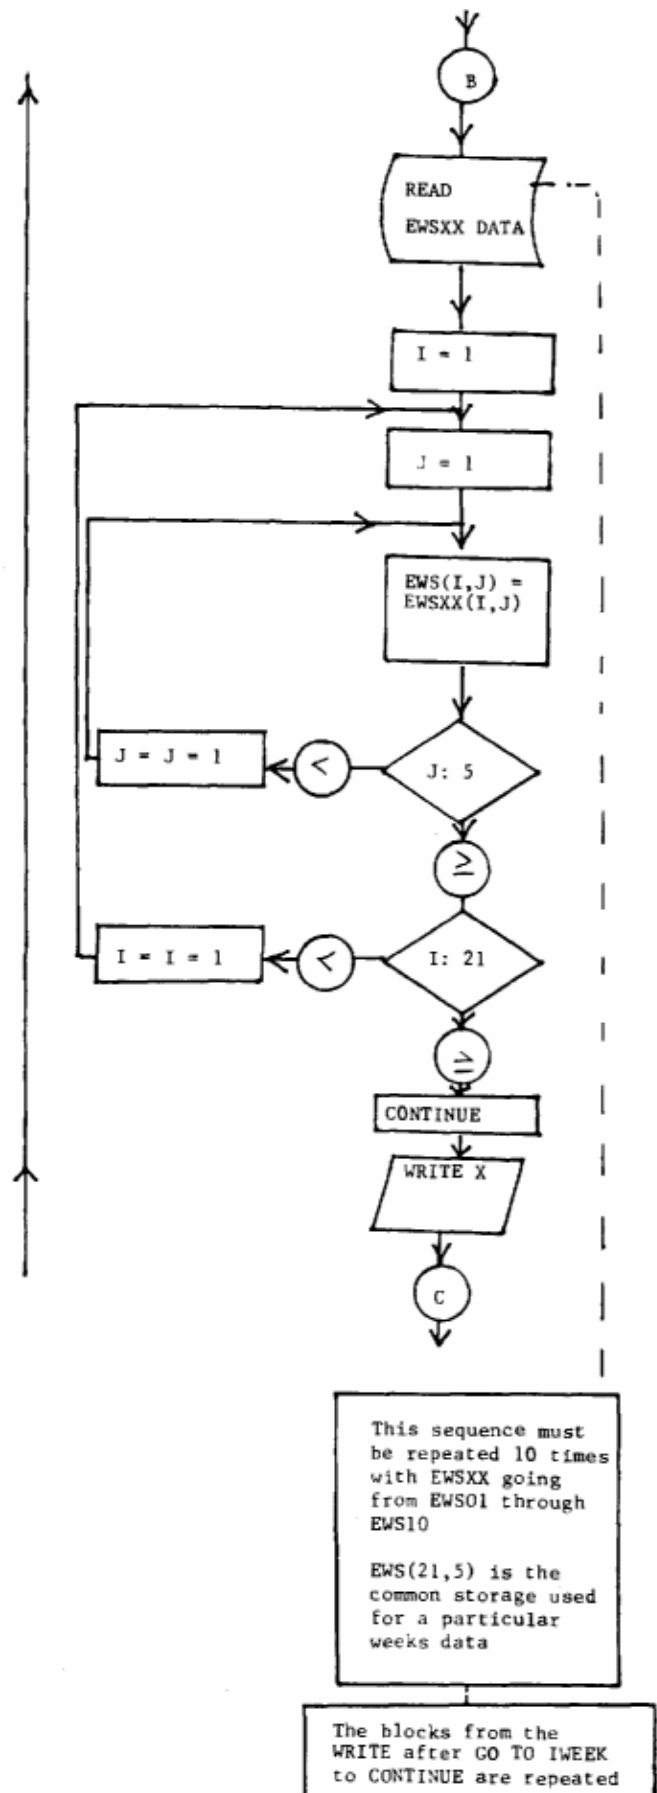 B
READ
EWSXX DATA
I = 1
J = 1
EWS(I,J) =
EWSXX(I,J)
J = J = 1
<
J: 5
≥
I = I = 1
<
I: 21
≥
CONTINUE
WRITE X
C
This sequence must
be repeated 10 times
with EWSXX going
from EWS01 through
EWS10
EWS(21,5) is the
common storage used
for a particular
weeks data
The blocks from the
WRITE after GO TO IWEEK
to CONTINUE are repeated